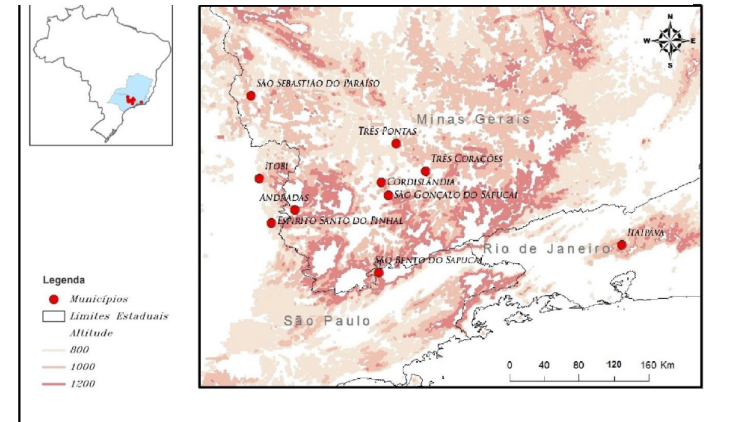 N
W E
S
SÃO SEBASTIÃO DO PARAÍSO
Minas Gerais
TRÊS PONTAS
TRÊS CORAÇÕES
ITOBI
CORDISLÂNDIA
ANDRADAS
SÃO GONÇALO DO SAPUCAÍ
ESPÍRITO SANTO DO PINHAL
ITAIPAVA
Rio de Janeiro
SÃO BENTO DO SAPUCAÍ
São Paulo
Legenda
Municípios
Limites Estaduais
Altitude
800
1000
1200
0 40 80 120 160 Km